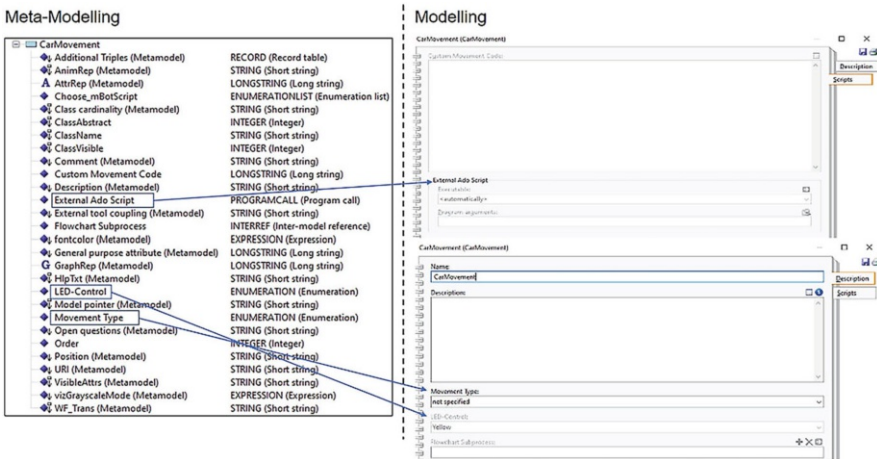 Meta-Modelling
CarMovement
Additional Triples (Metamodel) RECORD (Record table)
AnimRep (Metamodel) STRING (Short string)
A AttrRep (Metamodel) LONGSTRING (Long string)
Choose_mBotScript ENUMERATIONLIST (Enumeration list)
Class cardinality (Metamodel) STRING (Short string)
ClassAbstract INTEGER (Integer)
ClassName STRING (Short string)
ClassVisible INTEGER (Integer)
Comment (Metamodel) STRING (Short string)
Custom Movement Code LONGSTRING (Long string)
Description (Metamodel) STRING (Short string)
External Ado Script PROGRAMCALL (Program call)
External tool coupling (Metamodel) STRING (Short string)
Flowchart Subprocess INTERREF (Inter-model reference)
fontcolor (Metamodel) EXPRESSION (Expression)
General purpose attribute (Metamodel) LONGSTRING (Long string)
G GraphRep (Metamodel) LONGSTRING (Long string)
HlpTxt (Metamodel) STRING (Short string)
LED-Control ENUMERATION (Enumeration)
Model pointer (Metamodel) STRING (Short string)
Movement Type ENUMERATION (Enumeration)
Open questions (Metamodel) STRING (Short string)
Order INTEGER (Integer)
Position (Metamodel) STRING (Short string)
URI (Metamodel) STRING (Short string)
VisibleAttrs (Metamodel) STRING (Short string)
vizGrayscaleMode (Metamodel) EXPRESSION (Expression)
WF_Trans (Metamodel) STRING (Short string)
Modelling
CarMovement (CarMovement)
Custom Movement Code:
Description
Scripts
External Ado Script
Executable:
<automatically>
Program arguments:
CarMovement (CarMovement)
Name:
CarMovement
Description
Description:
Scripts
Movement Type:
not specified
LED-Control:
Yellow
Flowchart Subprocess: